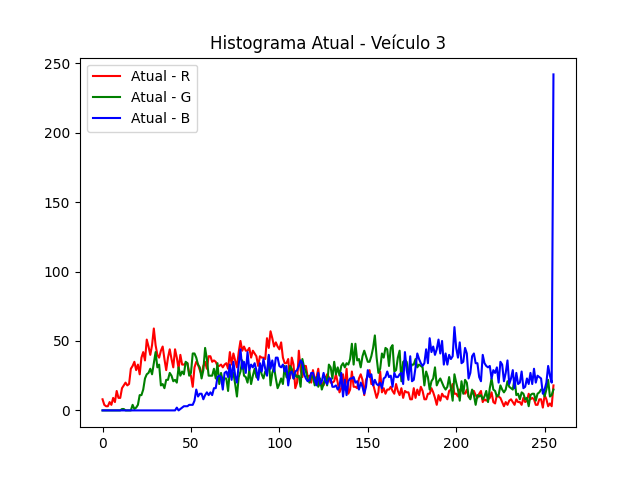 Histograma Atual - Veículo 3
Atual - R
Atual - G
Atual - B
250
200
150
100
50
0
0 50 100 150 200 250